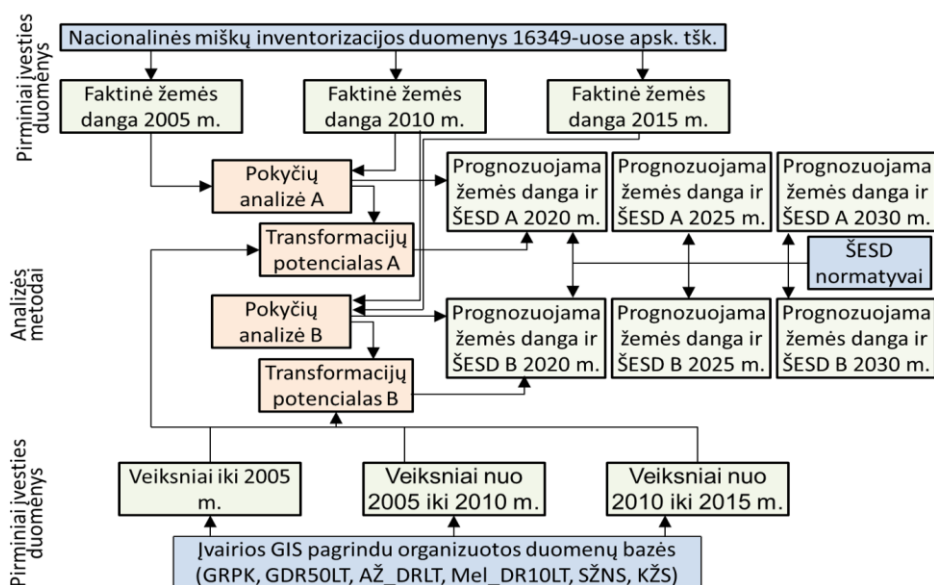 Pirminiai įvesties
duomenys
Nacionalinės miškų inventorizacijos duomenys 16349-uose apsk. tšk.
Faktinė žemės
danga 2005 m.
Faktinė žemės
danga 2010 m.
Faktinė žemės
danga 2015 m.
Analizės
metodai
Pokyčių
analizė A
Transformacijų
potencialas A
Prognozuojama
žemės danga ir
ŠESD A 2020 m.
Prognozuojama
žemės danga ir
ŠESD A 2025 m.
Prognozuojama
žemės danga ir
ŠESD A 2030 m.
ŠESD
normatyvai
Pokyčių
analizė B
Transformacijų
potencialas B
Prognozuojama
žemės danga ir
ŠESD B 2020 m.
Prognozuojama
žemės danga ir
ŠESD B 2025 m.
Prognozuojama
žemės danga ir
ŠESD B 2030 m.
Pirminiai įvesties
duomenys
Veiksniai iki 2005
m.
Veiksniai nuo
2005 iki 2010 m.
Veiksniai nuo
2010 iki 2015 m.
Įvairios GIS pagrindu organizuotos duomenų bazės
(GRPK, GDR50LT, AŽ_DRLT, Mel_DR10LT, SŽNS, KŽS)